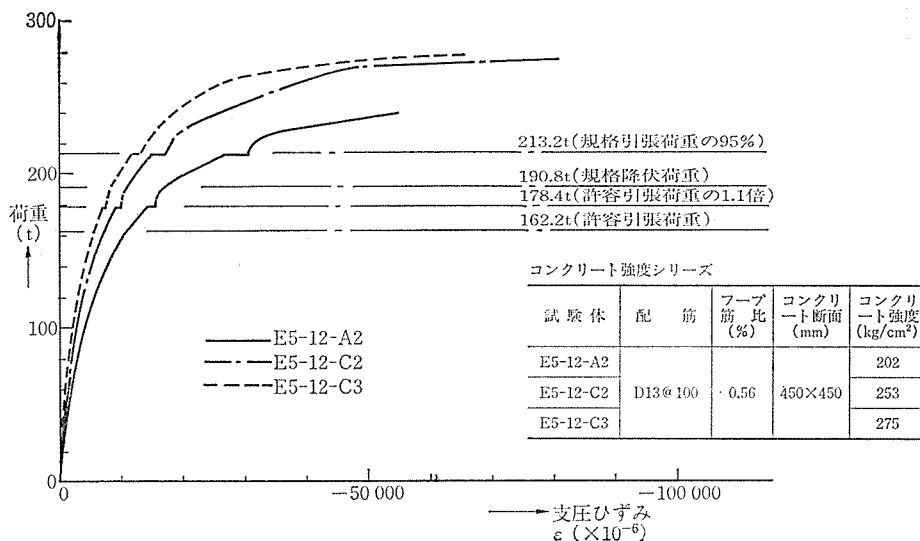 300
200
100
0
荷重
(t)
213.2t(規格引張荷重の95%)
190.8t(規格降伏荷重)
178.4t(許容引張荷重の1.1倍)
162.2t(許容引張荷重)
E5-12-A2
E5-12-C2
E5-12-C3
コンクリート強度シリーズ
試験体 配筋 フープ筋比(%) コンクリート断面(mm) コンクリート強度(kg/cm²)
E5-12-A2 202
E5-12-C2 D13@100 0.56 450×450 253
E5-12-C3 275
0 −50 000 −100 000
支圧ひずみ
ε (×10⁻⁶)